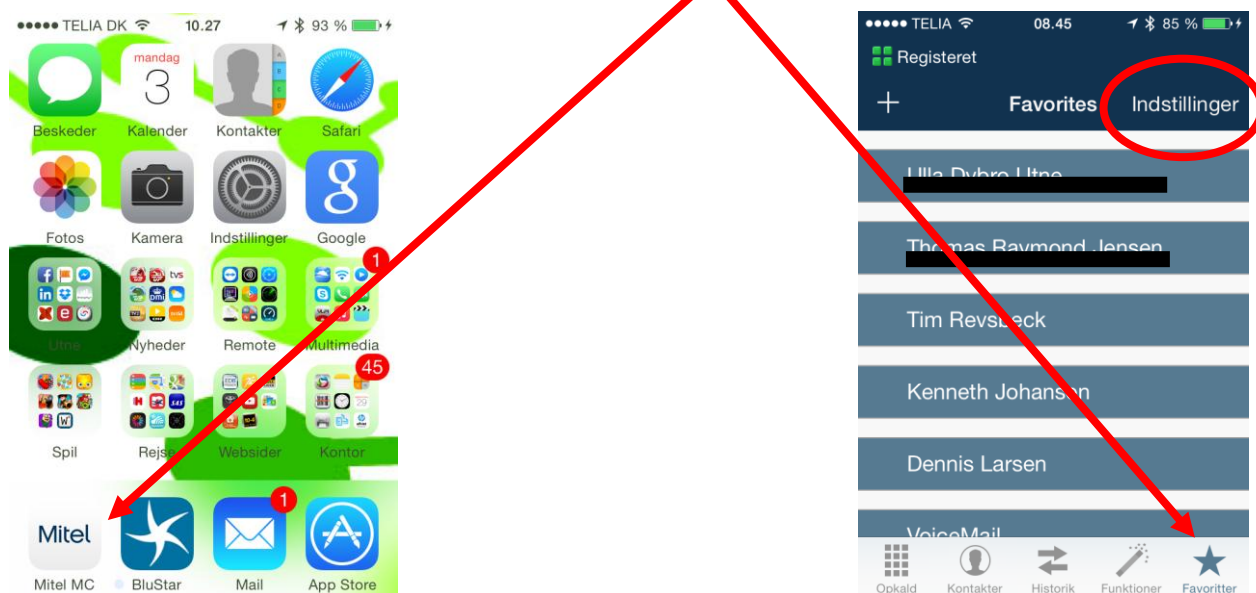 TELIA DK 10.27 93 %
mandag
3
Beskeder Kalender Kontakter Safari
Fotos Kamera Indstillinger Google
1
Utne Nyheder Remote Multimedia
45
Spil Rejse Websider Kontor
1
Mitel
Mitel MC BluStar Mail App Store
TELIA 08.45 85 %
Registeret
+ Favorites Indstillinger
Tim Revsbeck
Kenneth Johansen
Dennis Larsen
VoiceMail
Opkald Kontakter Historik Funktioner Favoritter